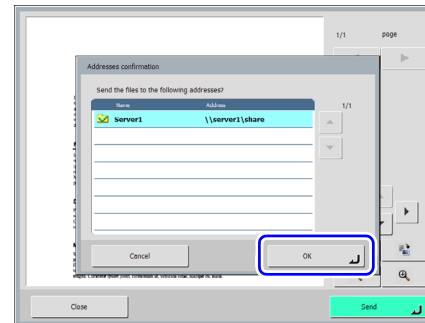 1/1 page
Addresses confirmation
Send the files to the following addresses?
Name Address 1/1
Server1 \\server1\share
Cancel OK
Close Send